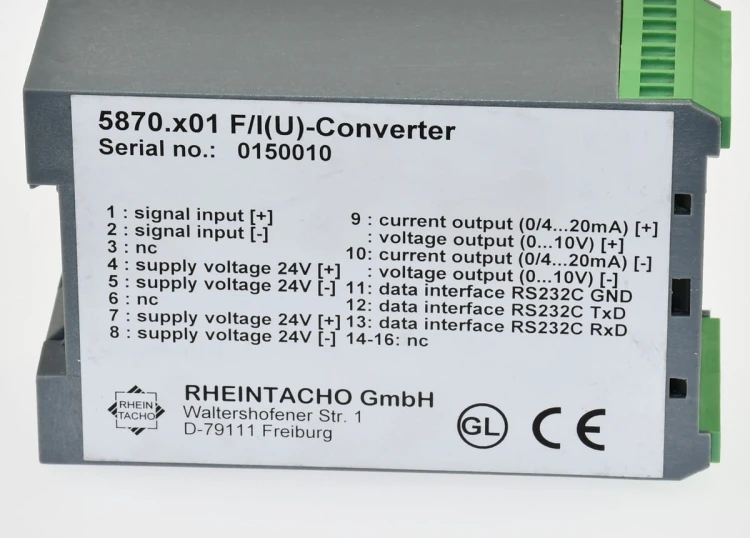 5870.x01 F/I(U)-Converter
Serial no.: 0150010
1 : signal input [+]
2 : signal input [-]
3 : nc
4 : supply voltage 24V [+]
5 : supply voltage 24V [-]
6 : nc
7 : supply voltage 24V [+]
8 : supply voltage 24V [-]
9 : current output (0/4...20mA) [+]
: voltage output (0...10V) [+]
10: current output (0/4...20mA) [-]
: voltage output (0...10V) [-]
11: data interface RS232C GND
12: data interface RS232C TxD
13: data interface RS232C RxD
14-16: nc
RHEIN
TACHO
RHEINTACHO GmbH
Waltershofener Str. 1
D-79111 Freiburg
GL
CE